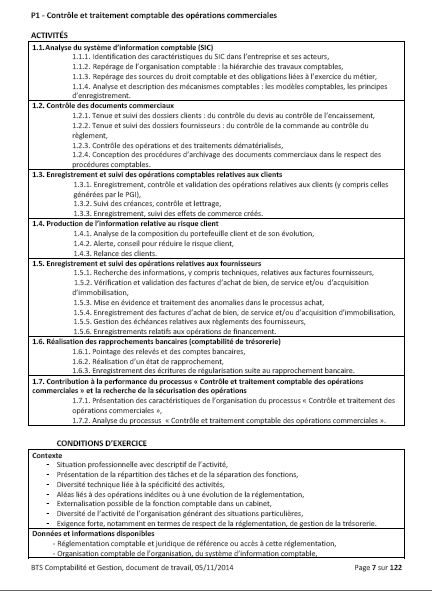 P1 - Contrôle et traitement comptable des opérations commerciales
ACTIVITÉS
1.1.Analyse du système d'information comptable (SIC)
1.1.1. Identification des caractéristiques du SIC dans l'entreprise et ses acteurs,
1.1.2. Repérage de l'organisation comptable : la hiérarchie des travaux comptables,
1.1.3. Repérage des sources du droit comptable et des obligations liées à l'exercice du métier,
1.1.4. Analyse et description des mécanismes comptables : les modèles comptables, les principes
d'enregistrement.
1.2. Contrôle des documents commerciaux
1.2.1. Tenue et suivi des dossiers clients : du contrôle du devis au contrôle de l'encaissement,
1.2.2. Tenue et suivi des dossiers fournisseurs : du contrôle de la commande au contrôle du
règlement,
1.2.3. Contrôle des opérations et des traitements dématérialisés,
1.2.4. Conception des procédures d'archivage des documents commerciaux dans le respect des
procédures comptables.
1.3. Enregistrement et suivi des opérations comptables relatives aux clients
1.3.1. Enregistrement, contrôle et validation des opérations relatives aux clients (y compris celles
générées par le PGI),
1.3.2. Suivi des créances, contrôle et lettrage,
1.3.3. Enregistrement, suivi des effets de commerce créés.
1.4. Production de l'information relative au risque client
1.4.1. Analyse de la composition du portefeuille client et de son évolution,
1.4.2. Alerte, conseil pour réduire le risque client,
1.4.3. Relance des clients.
1.5. Enregistrement et suivi des opérations relatives aux fournisseurs
1.5.1. Recherche des informations, y compris techniques, relatives aux factures fournisseurs,
1.5.2. Vérification et validation des factures d'achat de bien, de service et/ou d'acquisition
d'immobilisation,
1.5.3. Mise en évidence et traitement des anomalies dans le processus achat,
1.5.4. Enregistrement des factures d'achat de bien, de service et/ou d'acquisition d'immobilisation,
1.5.5. Gestion des échéances relatives aux règlements des fournisseurs,
1.5.6. Enregistrements relatifs aux opérations de financement.
1.6. Réalisation des rapprochements bancaires (comptabilité de trésorerie)
1.6.1. Pointage des relevés et des comptes bancaires,
1.6.2. Réalisation d'un état de rapprochement,
1.6.3. Enregistrement des écritures de régularisation suite au rapprochement bancaire.
1.7. Contribution à la performance du processus « Contrôle et traitement comptable des opérations
commerciales » et la recherche de la sécurisation des opérations
1.7.1. Présentation des caractéristiques de l'organisation du processus « Contrôle et traitement des
opérations commerciales »,
1.7.2. Analyse du processus « Contrôle et traitement comptable des opérations commerciales ».
CONDITIONS D'EXERCICE
Contexte
- Situation professionnelle avec descriptif de l'activité,
- Présentation de la répartition des tâches et de la séparation des fonctions,
- Diversité technique liée à la spécificité des activités,
- Aléas liés à des opérations inédites ou à une évolution de la réglementation,
- Externalisation possible de la fonction comptable dans un cabinet,
- Diversité de l'activité de l'organisation générant des situations particulières,
- Exigence forte, notamment en termes de respect de la réglementation, de gestion de la trésorerie.
Données et informations disponibles
- Réglementation comptable et juridique de référence ou accès à cette réglementation,
- Organisation comptable de l'organisation, du système d'information comptable,
BTS Comptabilité et Gestion, document de travail, 05/11/2014 Page 7 sur 122